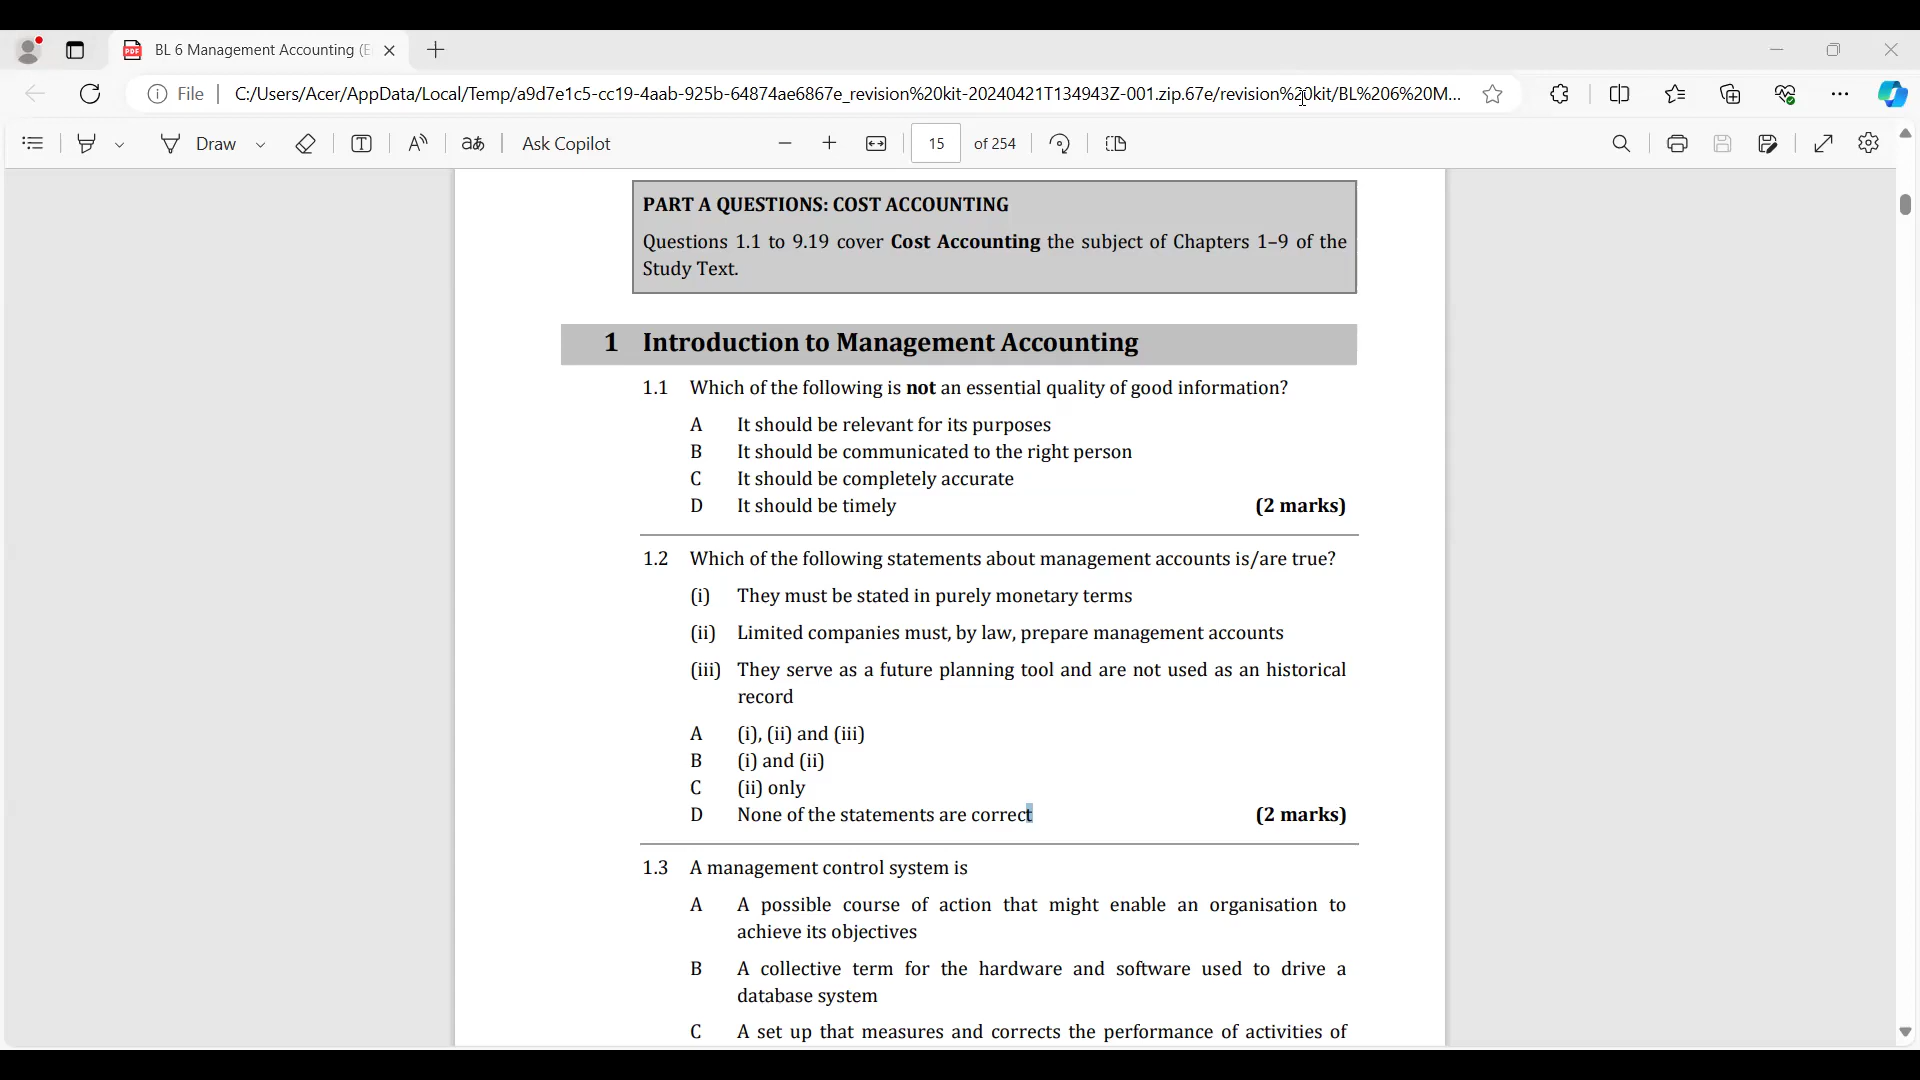 BL 6 Management Accounting (E
File
C:/Users/Acer/AppData/Local/Temp/a9d7e1c5-cc19-4aab-925b-64874ae6867e_revision%20kit-20240421T134943Z-001.zip.67e/revision%20kit/BL%206%20M...
Draw
aあ
Ask Copilot
15 of 254
PART A QUESTIONS: COST ACCOUNTING
Questions 1.1 to 9.19 cover Cost Accounting the subject of Chapters 1–9 of the
Study Text.
1 Introduction to Management Accounting
1.1 Which of the following is not an essential quality of good information?
A It should be relevant for its purposes
B It should be communicated to the right person
C It should be completely accurate
D It should be timely (2 marks)
1.2 Which of the following statements about management accounts is/are true?
(i) They must be stated in purely monetary terms
(ii) Limited companies must, by law, prepare management accounts
(iii) They serve as a future planning tool and are not used as an historical
record
A (i), (ii) and (iii)
B (i) and (ii)
C (ii) only
D None of the statements are correct (2 marks)
1.3 A management control system is
A A possible course of action that might enable an organisation to
achieve its objectives
B A collective term for the hardware and software used to drive a
database system
C A set up that measures and corrects the performance of activities of